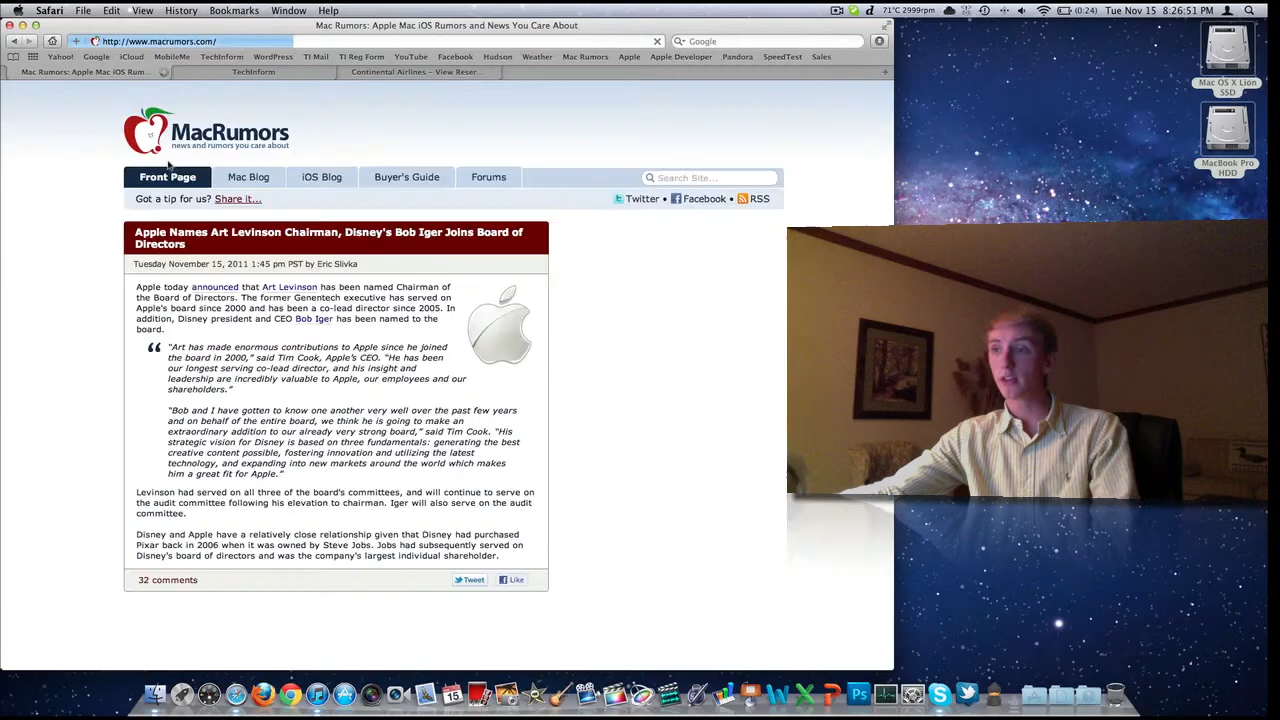 Safari File Edit View History Bookmarks Window Help
71°C 2999rpm (0:24) Tue Nov 15 8:26:51 PM
Mac Rumors: Apple Mac iOS Rumors and News You Care About
http://www.macrumors.com/ Google
Yahoo! Google iCloud MobileMe TechInform WordPress TI Mail TI Reg Form YouTube Facebook Hudson Weather Mac Rumors Apple Apple Developer Pandora SpeedTest Sales
Mac Rumors: Apple Mac iOS Rum... TechInform Continental Airlines – View Reser...
Mac OS X Lion
SSD
MacBook Pro
HDD
MacRumors
news and rumors you care about
Front Page Mac Blog iOS Blog Buyer's Guide Forums Search Site...
Got a tip for us? Share it... Twitter • Facebook • RSS
Apple Names Art Levinson Chairman, Disney's Bob Iger Joins Board of
Directors
Tuesday November 15, 2011 1:45 pm PST by Eric Slivka
Apple today announced that Art Levinson has been named Chairman of
the Board of Directors. The former Genentech executive has served on
Apple's board since 2000 and has been a co-lead director since 2005. In
addition, Disney president and CEO Bob Iger has been named to the
board.
“Art has made enormous contributions to Apple since he joined
the board in 2000,” said Tim Cook, Apple’s CEO. “He has been
our longest serving co-lead director, and his insight and
leadership are incredibly valuable to Apple, our employees and our
shareholders.”
“Bob and I have gotten to know one another very well over the past few years
and on behalf of the entire board, we think he is going to make an
extraordinary addition to our already very strong board,” said Tim Cook. “His
strategic vision for Disney is based on three fundamentals: generating the best
creative content possible, fostering innovation and utilizing the latest
technology, and expanding into new markets around the world which makes
him a great fit for Apple.”
Levinson had served on all three of the board's committees, and will continue to serve on
the audit committee following his elevation to chairman. Iger will also serve on the audit
committee.
Disney and Apple have a relatively close relationship given that Disney had purchased
Pixar back in 2006 when it was owned by Steve Jobs. Jobs had subsequently served on
Disney's board of directors and was the company's largest individual shareholder.
32 comments Tweet Like
15